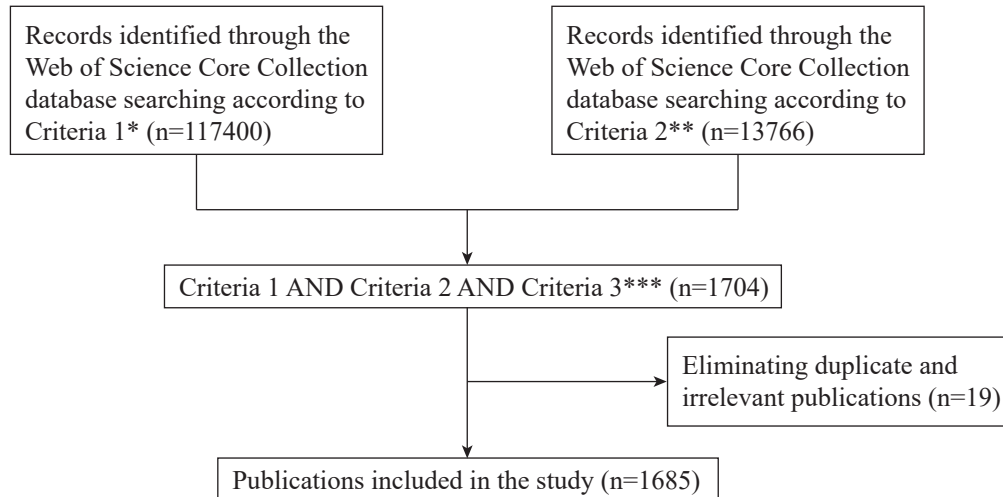 Records identified through the
Web of Science Core Collection
database searching according to
Criteria 1* (n=117400)
Records identified through the
Web of Science Core Collection
database searching according to
Criteria 2** (n=13766)
Criteria 1 AND Criteria 2 AND Criteria 3*** (n=1704)
Eliminating duplicate and
irrelevant publications (n=19)
Publications included in the study (n=1685)